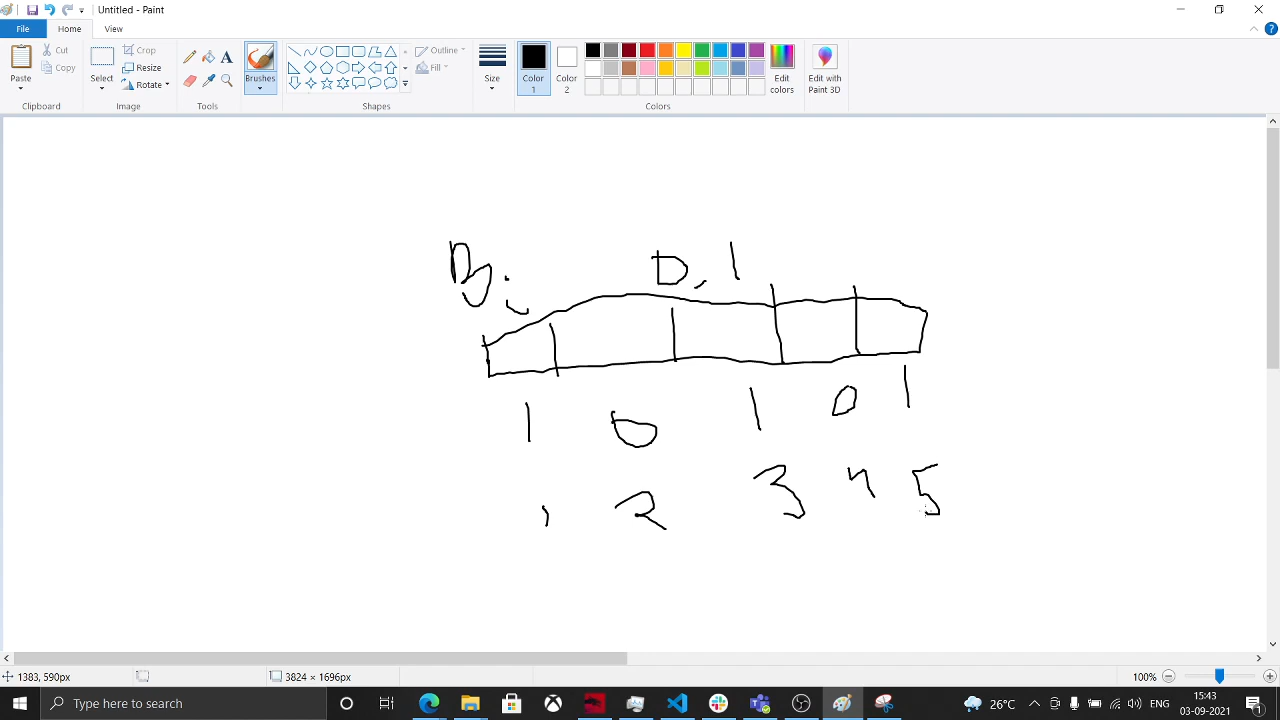 Untitled - Paint
File Home View
Paste Cut Copy Select Crop Resize Rotate Brushes Outline Fill Size Color 1 Color 2 Edit colors Edit with Paint 3D
Clipboard Image Tools Shapes Colors
D, 1
1 0 1 0 1
2 3 4 5
1383, 590px 3824 × 1696px 100%
Type here to search 26°C ENG 15:43
03-09-2021